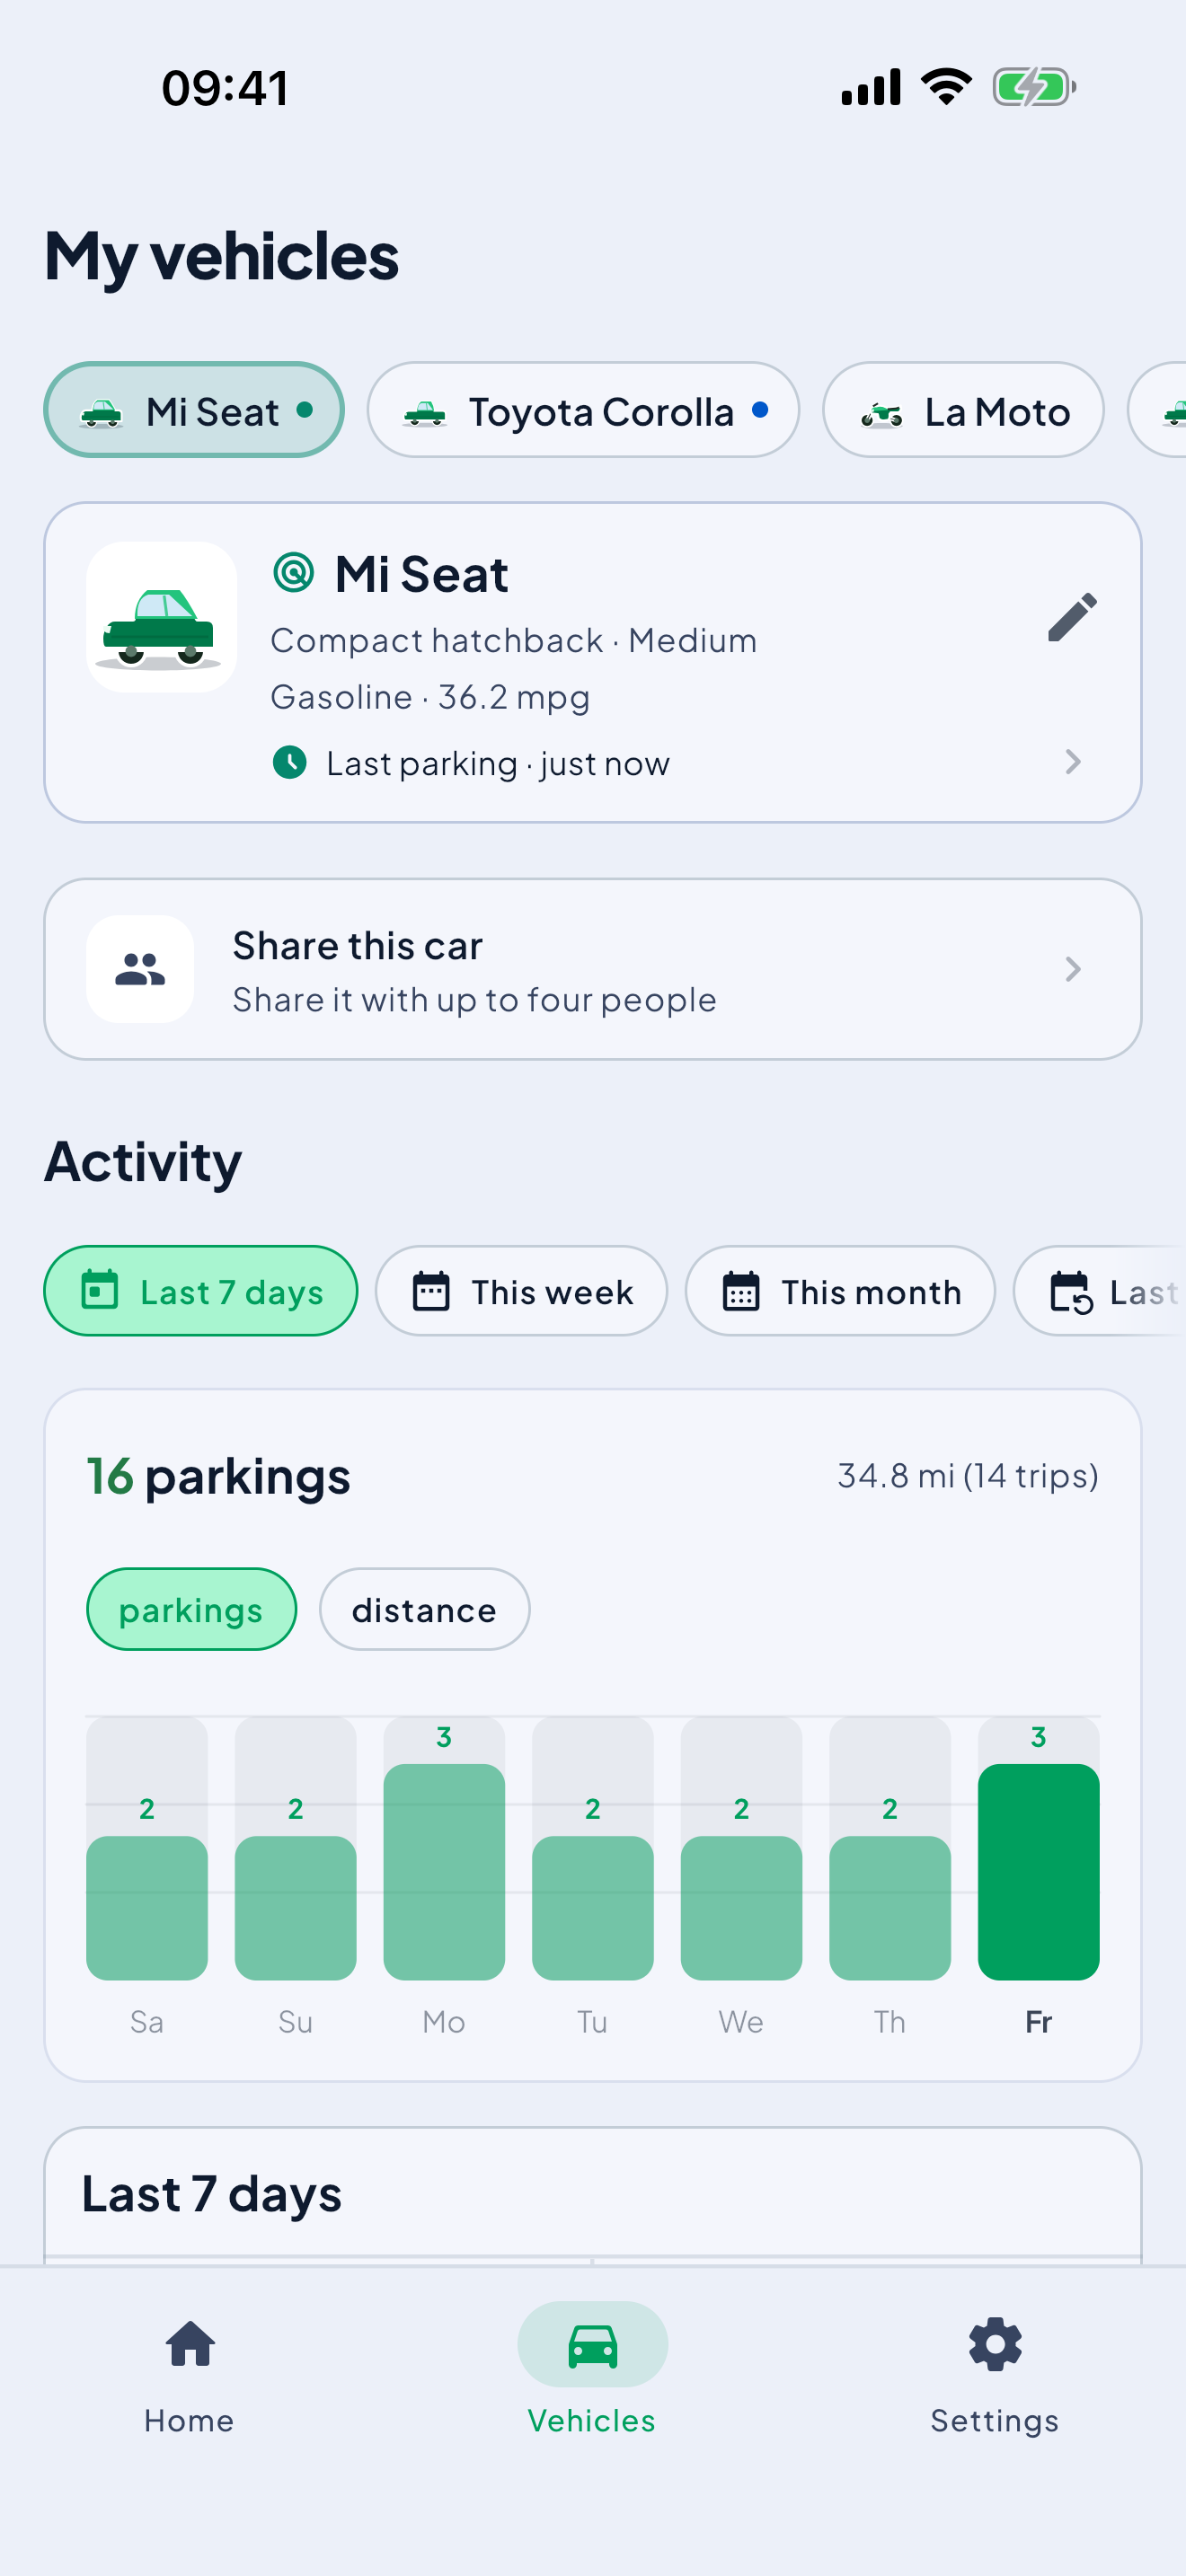 09:41
My vehicles
Mi Seat
Toyota Corolla
La Moto
Mi Seat
Compact hatchback · Medium
Gasoline · 36.2 mpg
Last parking · just now
Share this car
Share it with up to four people
Activity
Last 7 days
This week
This month
Last
16 parkings
34.8 mi (14 trips)
parkings
distance
2 2 3 2 2 2 3
Sa Su Mo Tu We Th Fr
Last 7 days
Home
Vehicles
Settings